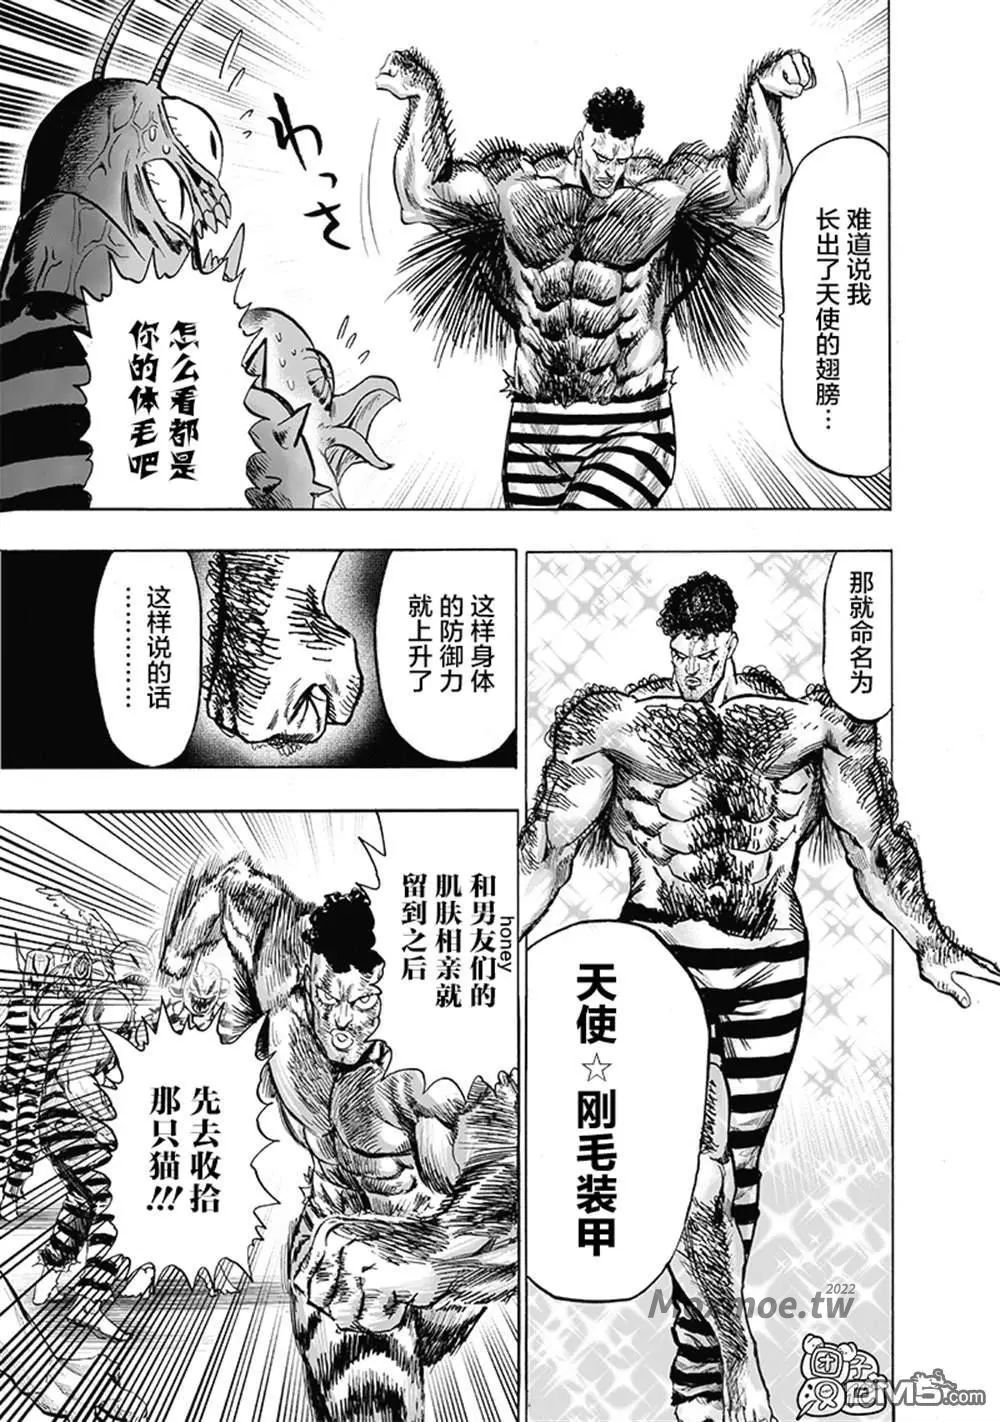 难道说我
长出了天使的翅膀…
わっさ
怎么看都是
你的体毛吧
那就命名为
天使☆刚毛装甲
这样身体
的防御力
就上升了
这样说的话
…………
honey
和男友们的
肌肤相亲就
留到之后
先去收拾
那只猫!!!
2022
Moxmoe.tw
团子
DM5.com